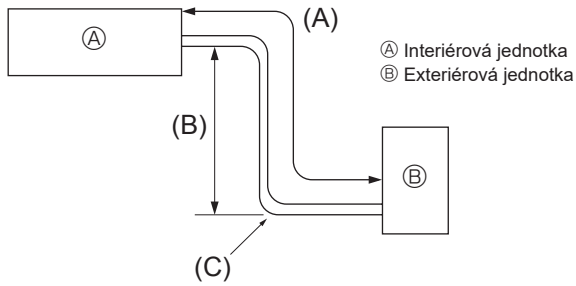 (A)
Ⓐ
Ⓐ Interiérová jednotka
Ⓑ Exteriérová jednotka
(B)
Ⓑ
(C)